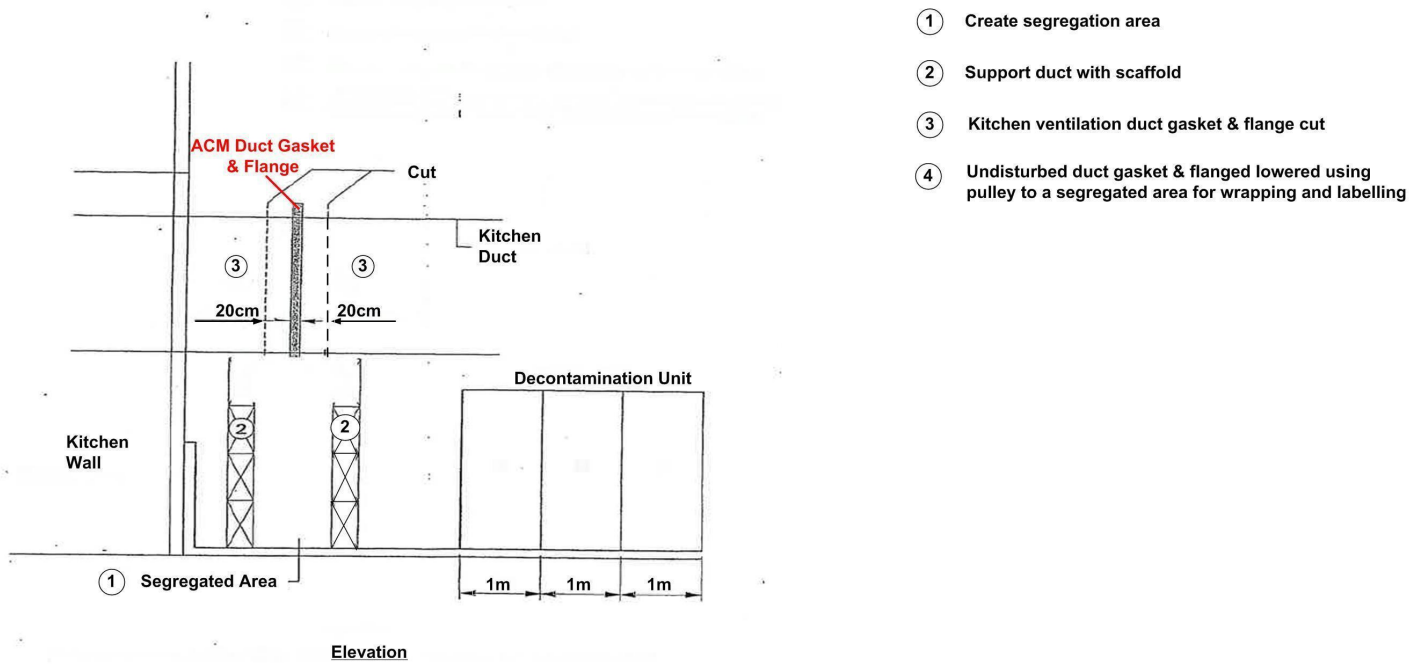 1 Create segregation area
2 Support duct with scaffold
3 Kitchen ventilation duct gasket & flange cut
4 Undisturbed duct gasket & flanged lowered using
pulley to a segregated area for wrapping and labelling
ACM Duct Gasket
& Flange
Cut
Kitchen
Duct
3
3
20cm
20cm
Decontamination Unit
2
2
Kitchen
Wall
1 Segregated Area
1m
1m
1m
Elevation